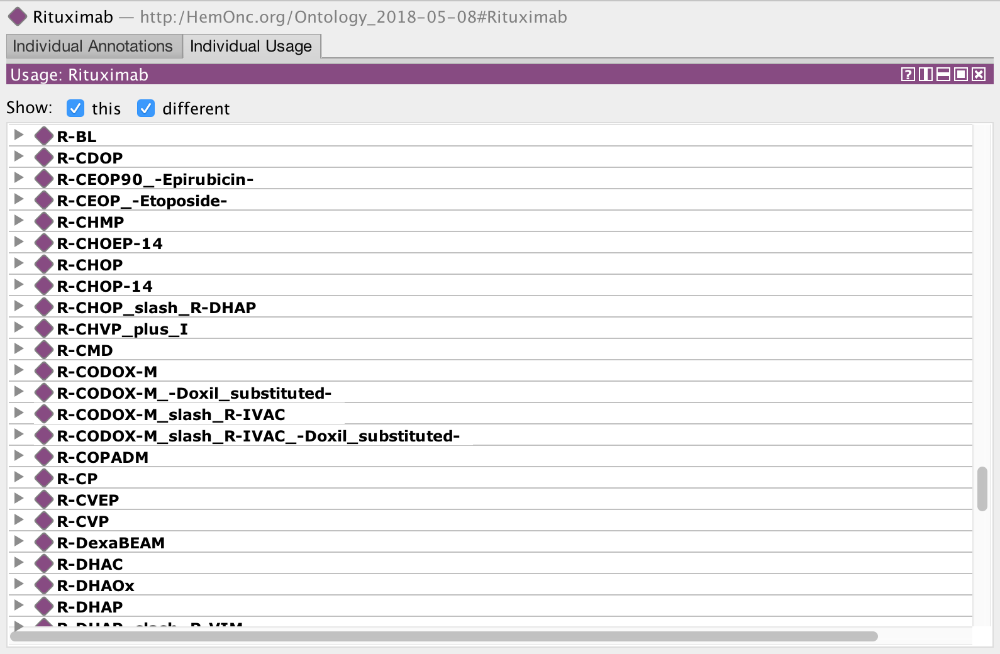 Rituximab — http:/HemOnc.org/Ontology_2018-05-08#Rituximab
Individual Annotations Individual Usage
Usage: Rituximab
Show: this different
R-BL
R-CDOP
R-CEOP90_-Epirubicin-
R-CEOP_-Etoposide-
R-CHMP
R-CHOEP-14
R-CHOP
R-CHOP-14
R-CHOP_slash_R-DHAP
R-CHVP_plus_I
R-CMD
R-CODOX-M
R-CODOX-M_-Doxil_substituted-
R-CODOX-M_slash_R-IVAC
R-CODOX-M_slash_R-IVAC_-Doxil_substituted-
R-COPADM
R-CP
R-CVEP
R-CVP
R-DexaBEAM
R-DHAC
R-DHAOx
R-DHAP
R-DHAP_slash_R-VIM